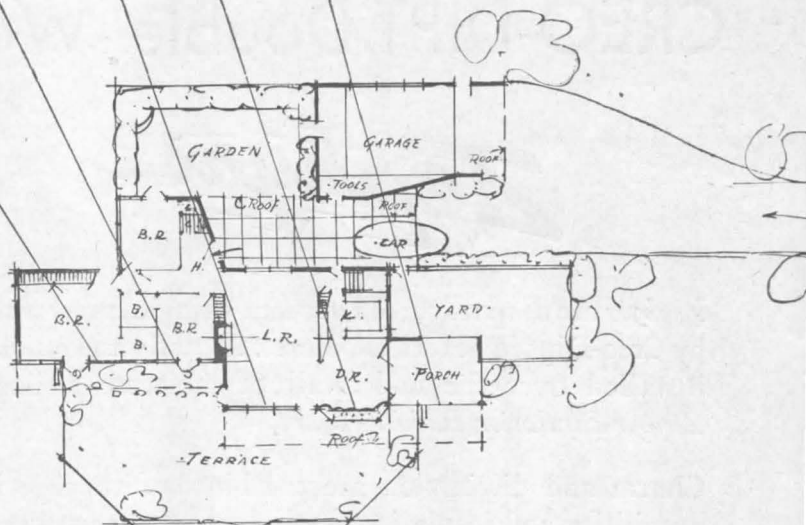 GARDEN
GARAGE
ROOF
TOOLS
ROOF
ROOF
CAR
B.R.
H.
B.R.
B.
B.
B.R.
L.R.
K.
YARD
D.R.
PORCH
ROOF
TERRACE